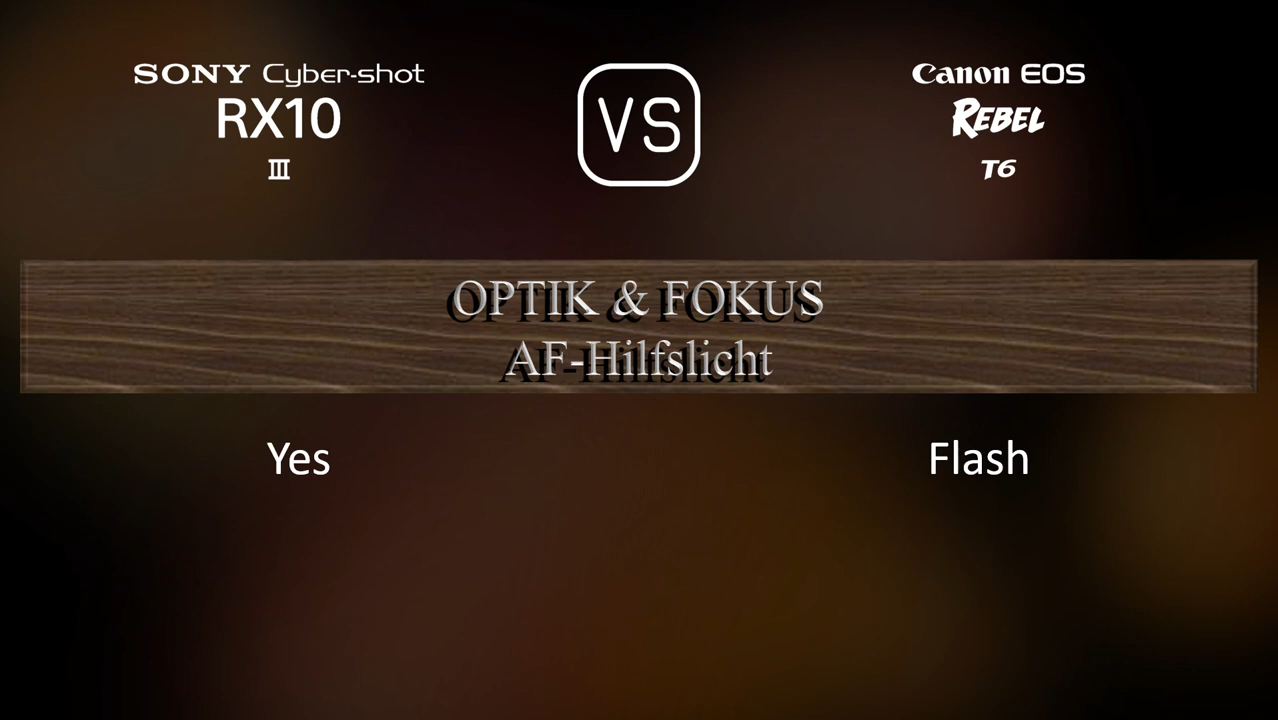 SONY Cyber-shot
RX10
III
VS
Canon EOS
REBEL
T6
OPTIK & FOKUS
AF-Hilfslicht
Yes
Flash